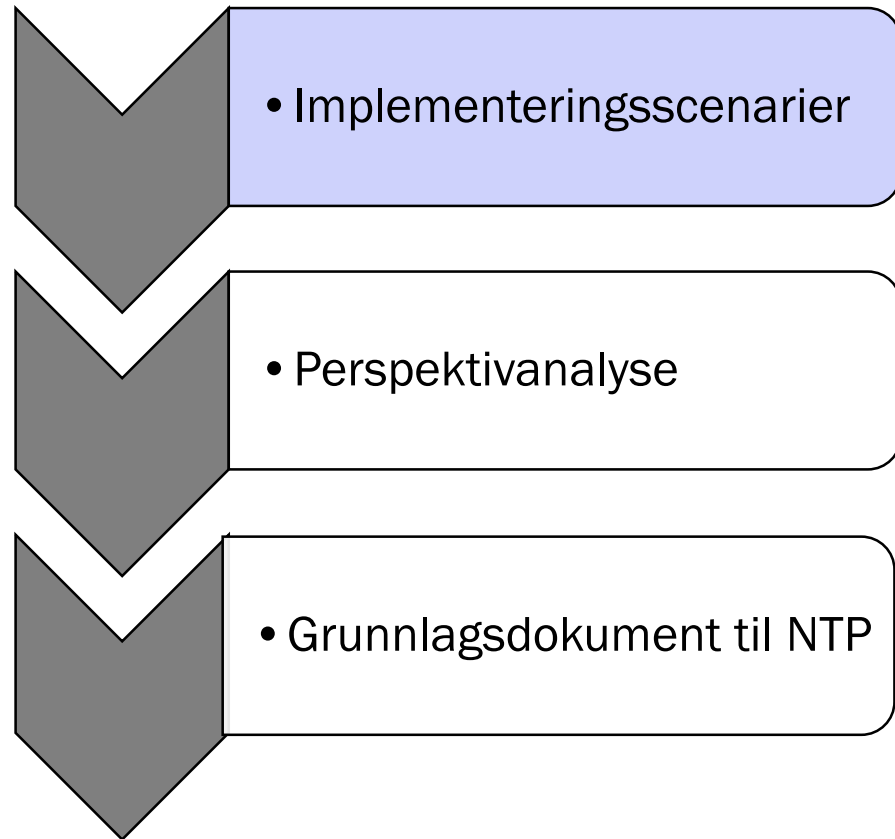 • Implementeringsscenarier
• Perspektivanalyse
• Grunnlagsdokument til NTP